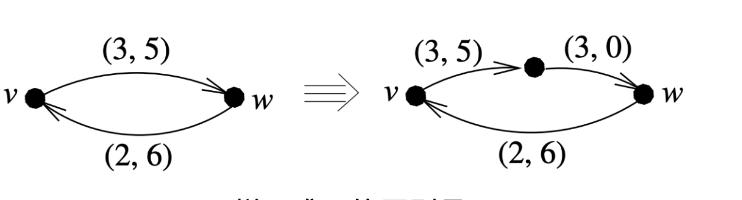 (3, 5) (3, 5) (3, 0)
v w v w
(2, 6) (2, 6)